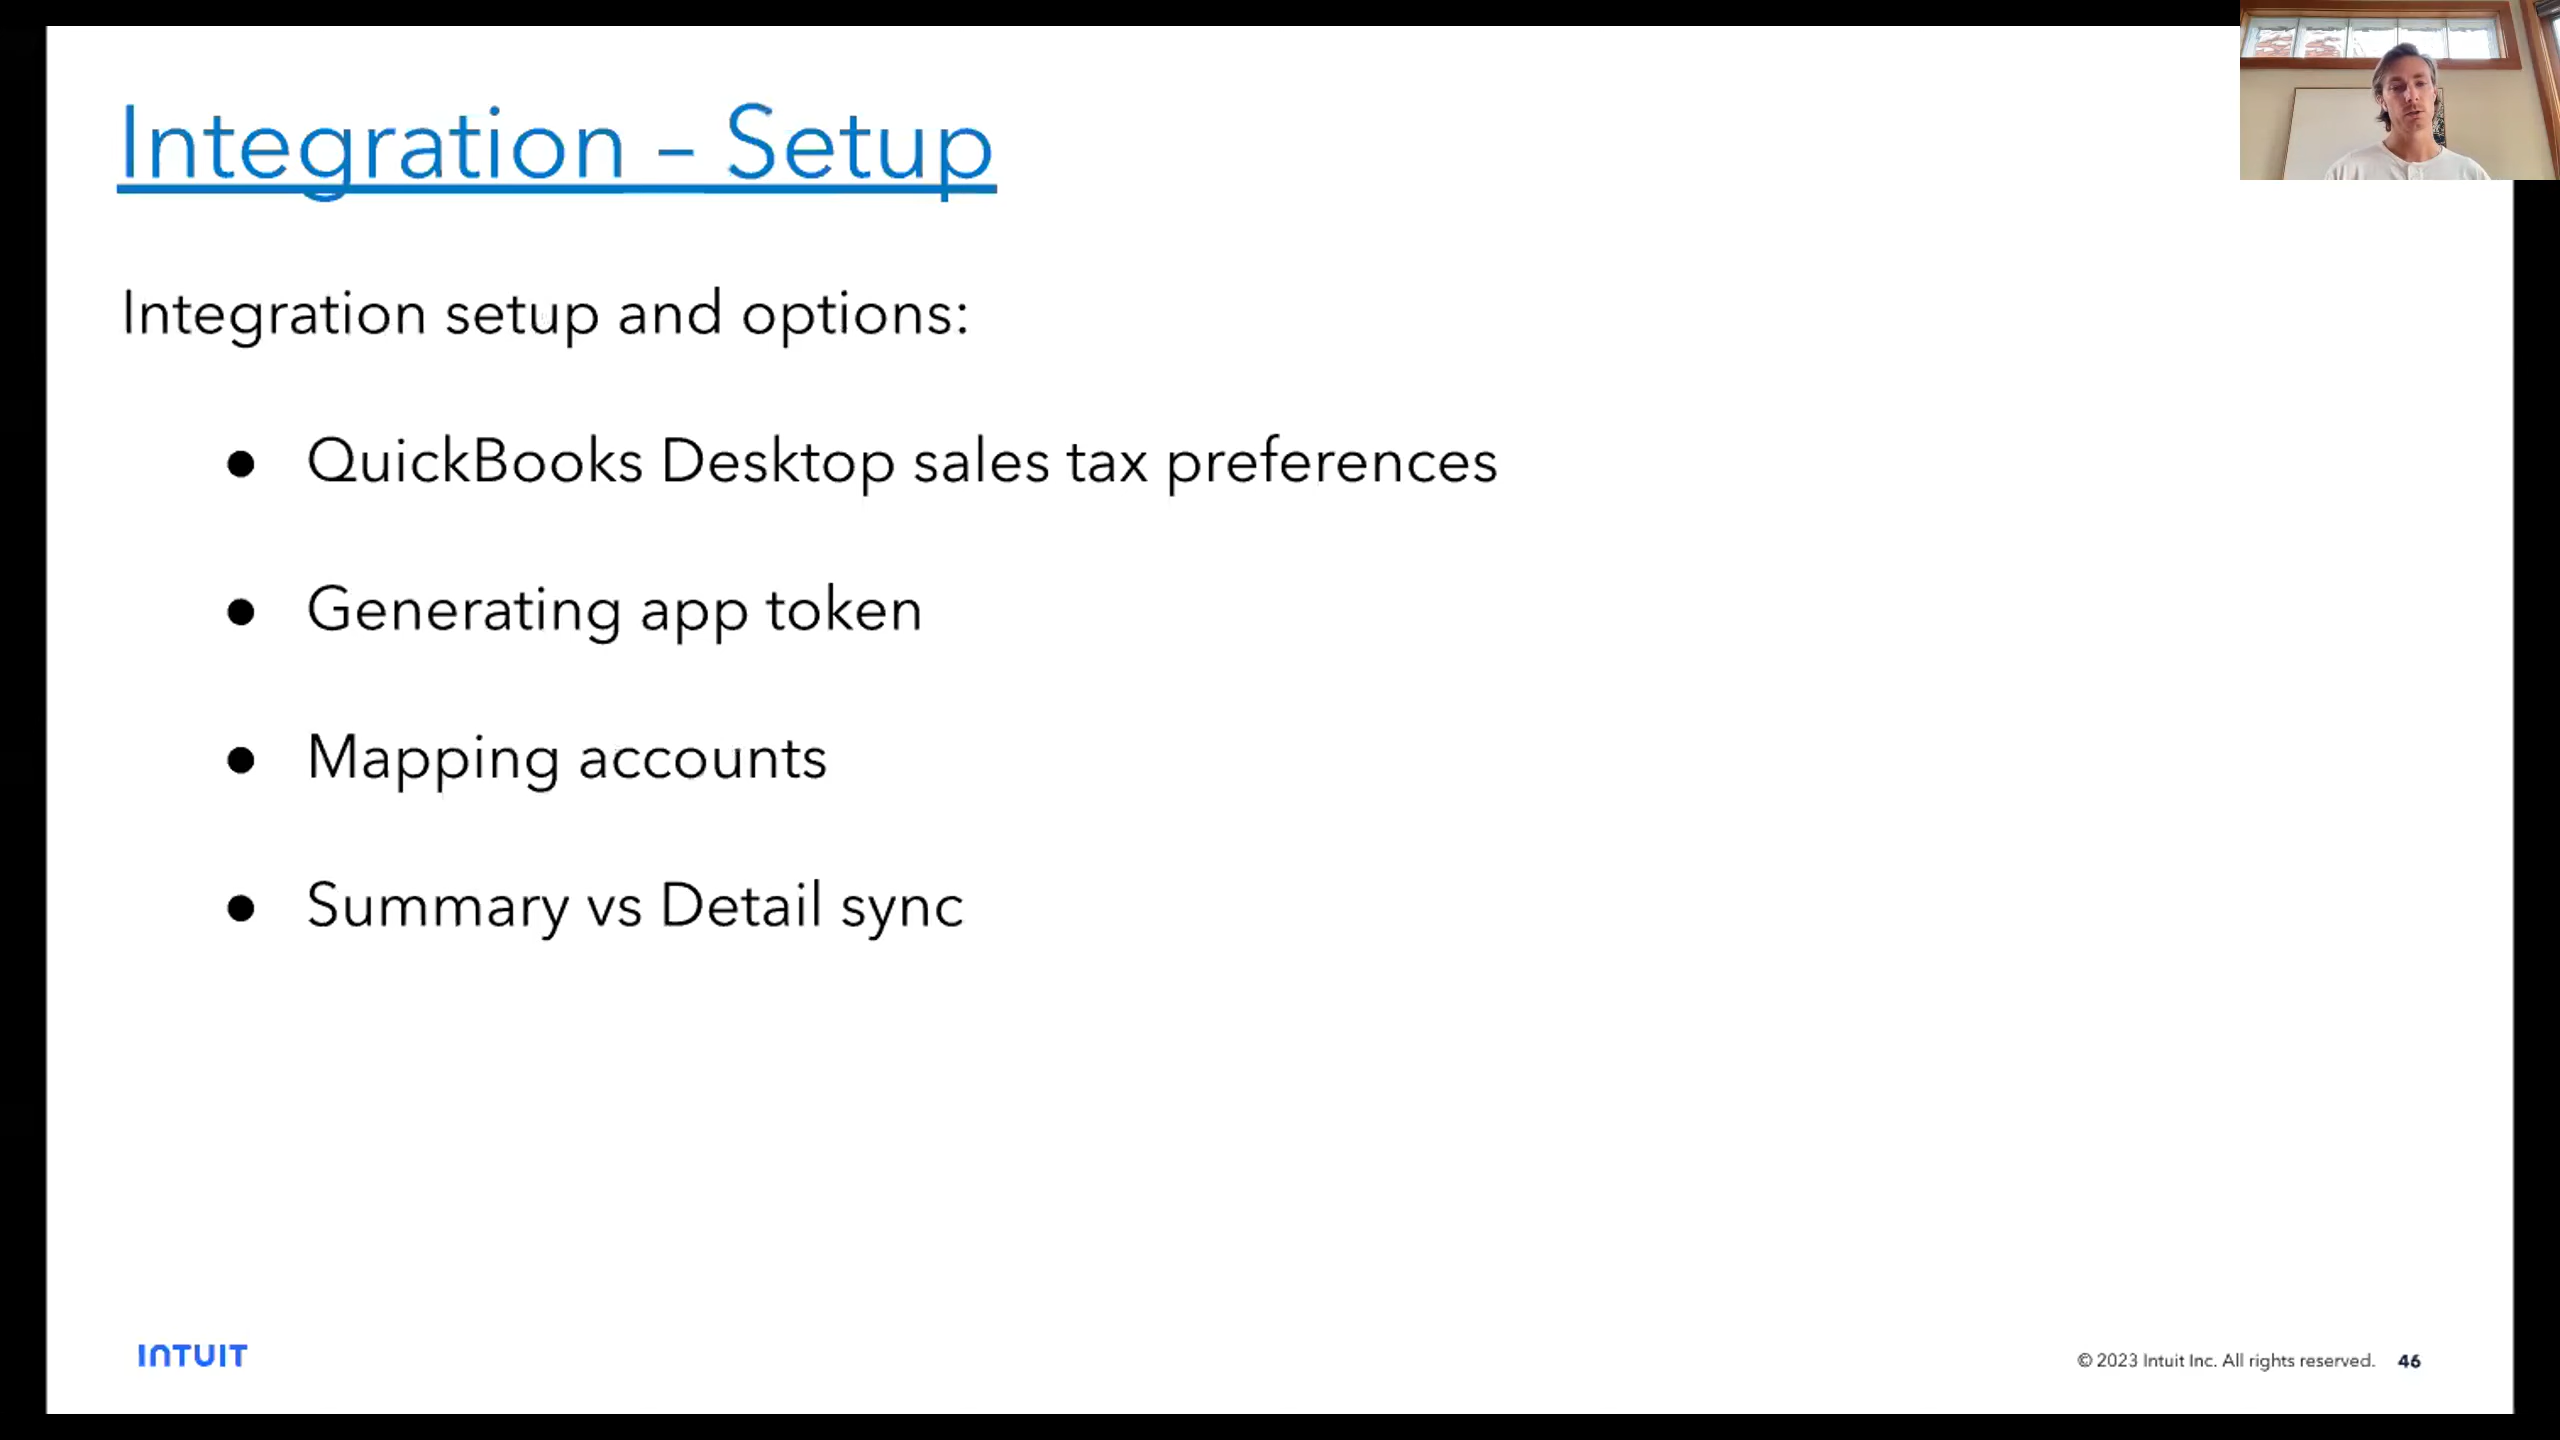 Integration – Setup
Integration setup and options:
● QuickBooks Desktop sales tax preferences
● Generating app token
● Mapping accounts
● Summary vs Detail sync
INTUIT
© 2023 Intuit Inc. All rights reserved. 46